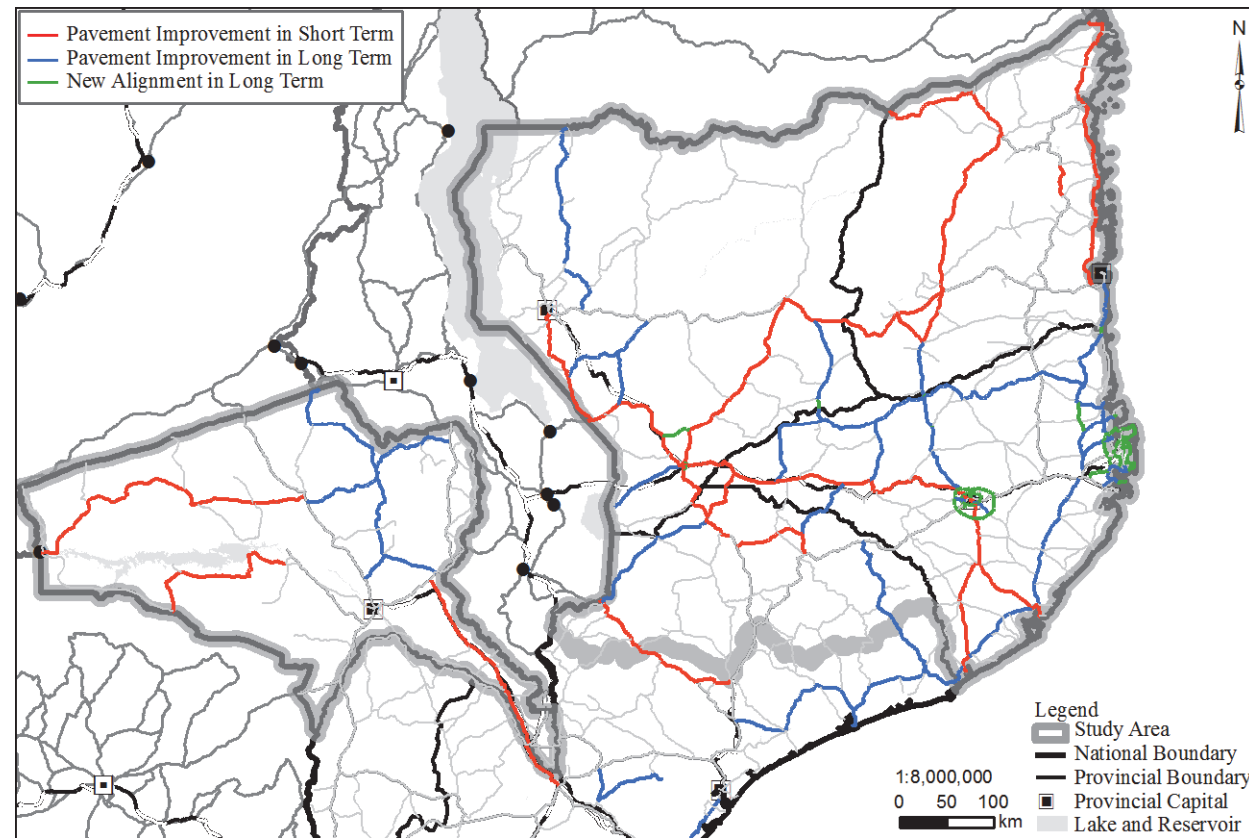 Pavement Improvement in Short Term
Pavement Improvement in Long Term
New Alignment in Long Term
N
Legend
Study Area
National Boundary
Provincial Boundary
Provincial Capital
Lake and Reservoir
1:8,000,000
0 50 100
km